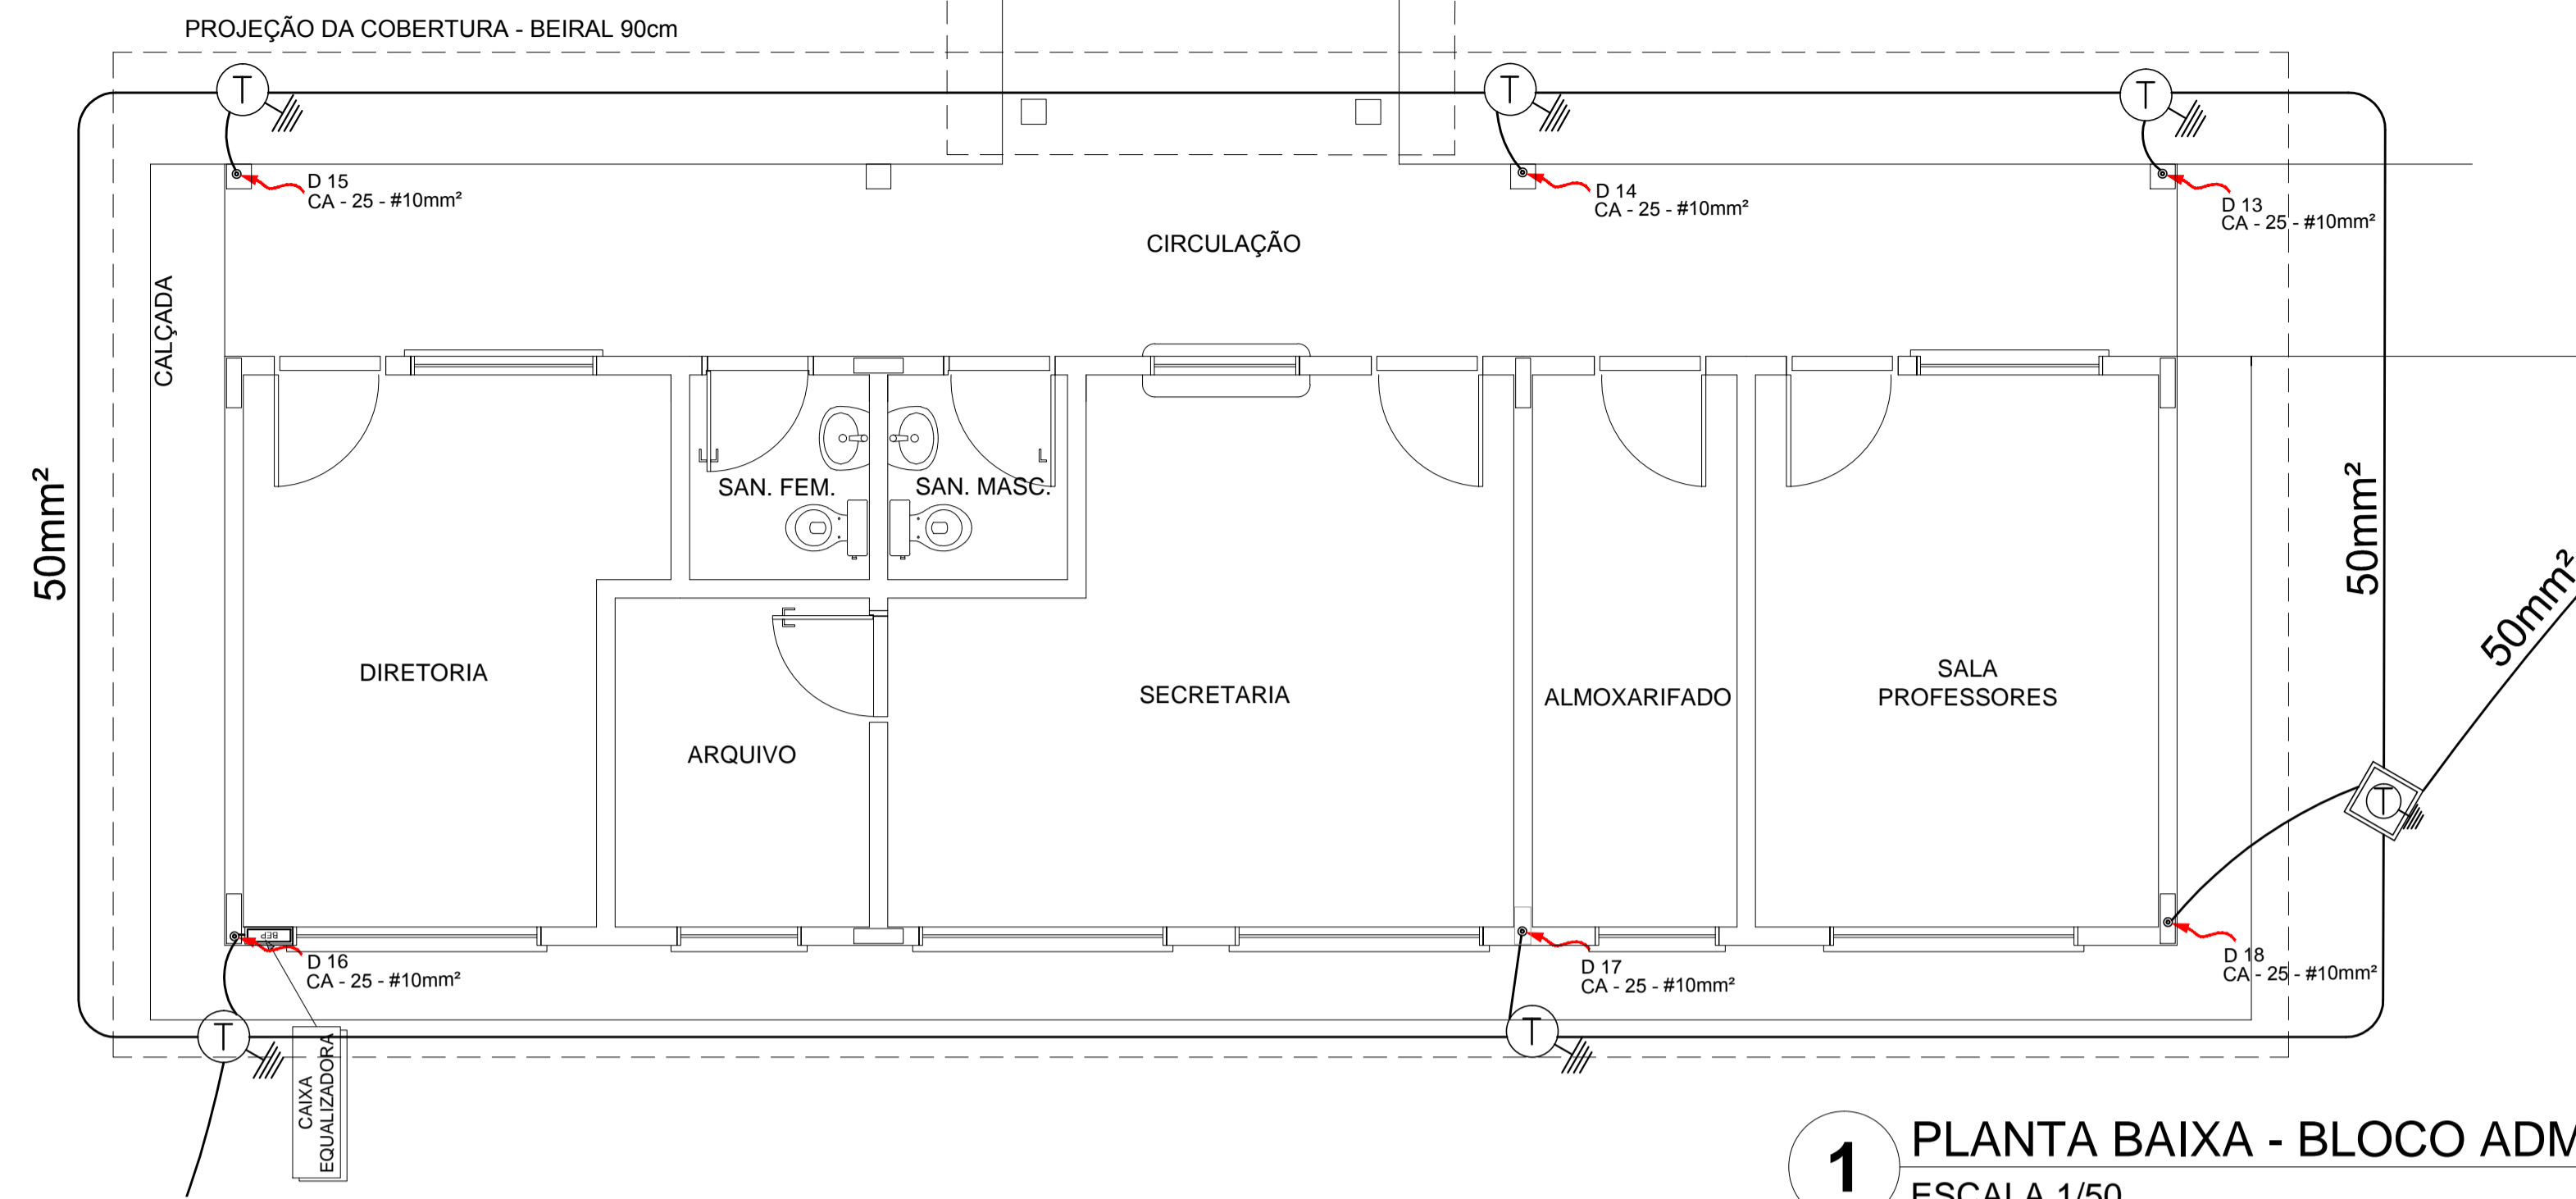 PROJEÇÃO DA COBERTURA - BEIRAL 90cm
T
T
T
D 15
CA - 25 - #10mm²
D 14
CA - 25 - #10mm²
D 13
CA - 25 - #10mm²
CIRCULAÇÃO
CALÇADA
50mm²
50mm²
50mm²
SAN. FEM.
SAN. MASC.
DIRETORIA
ARQUIVO
SECRETARIA
ALMOXARIFADO
SALA
PROFESSORES
T
BEP
D 16
CA - 25 - #10mm²
D 17
CA - 25 - #10mm²
D 18
CA - 25 - #10mm²
T
T
CAIXA
EQUALIZADORA
1
PLANTA BAIXA - BLOCO ADM
ESCALA 1/50